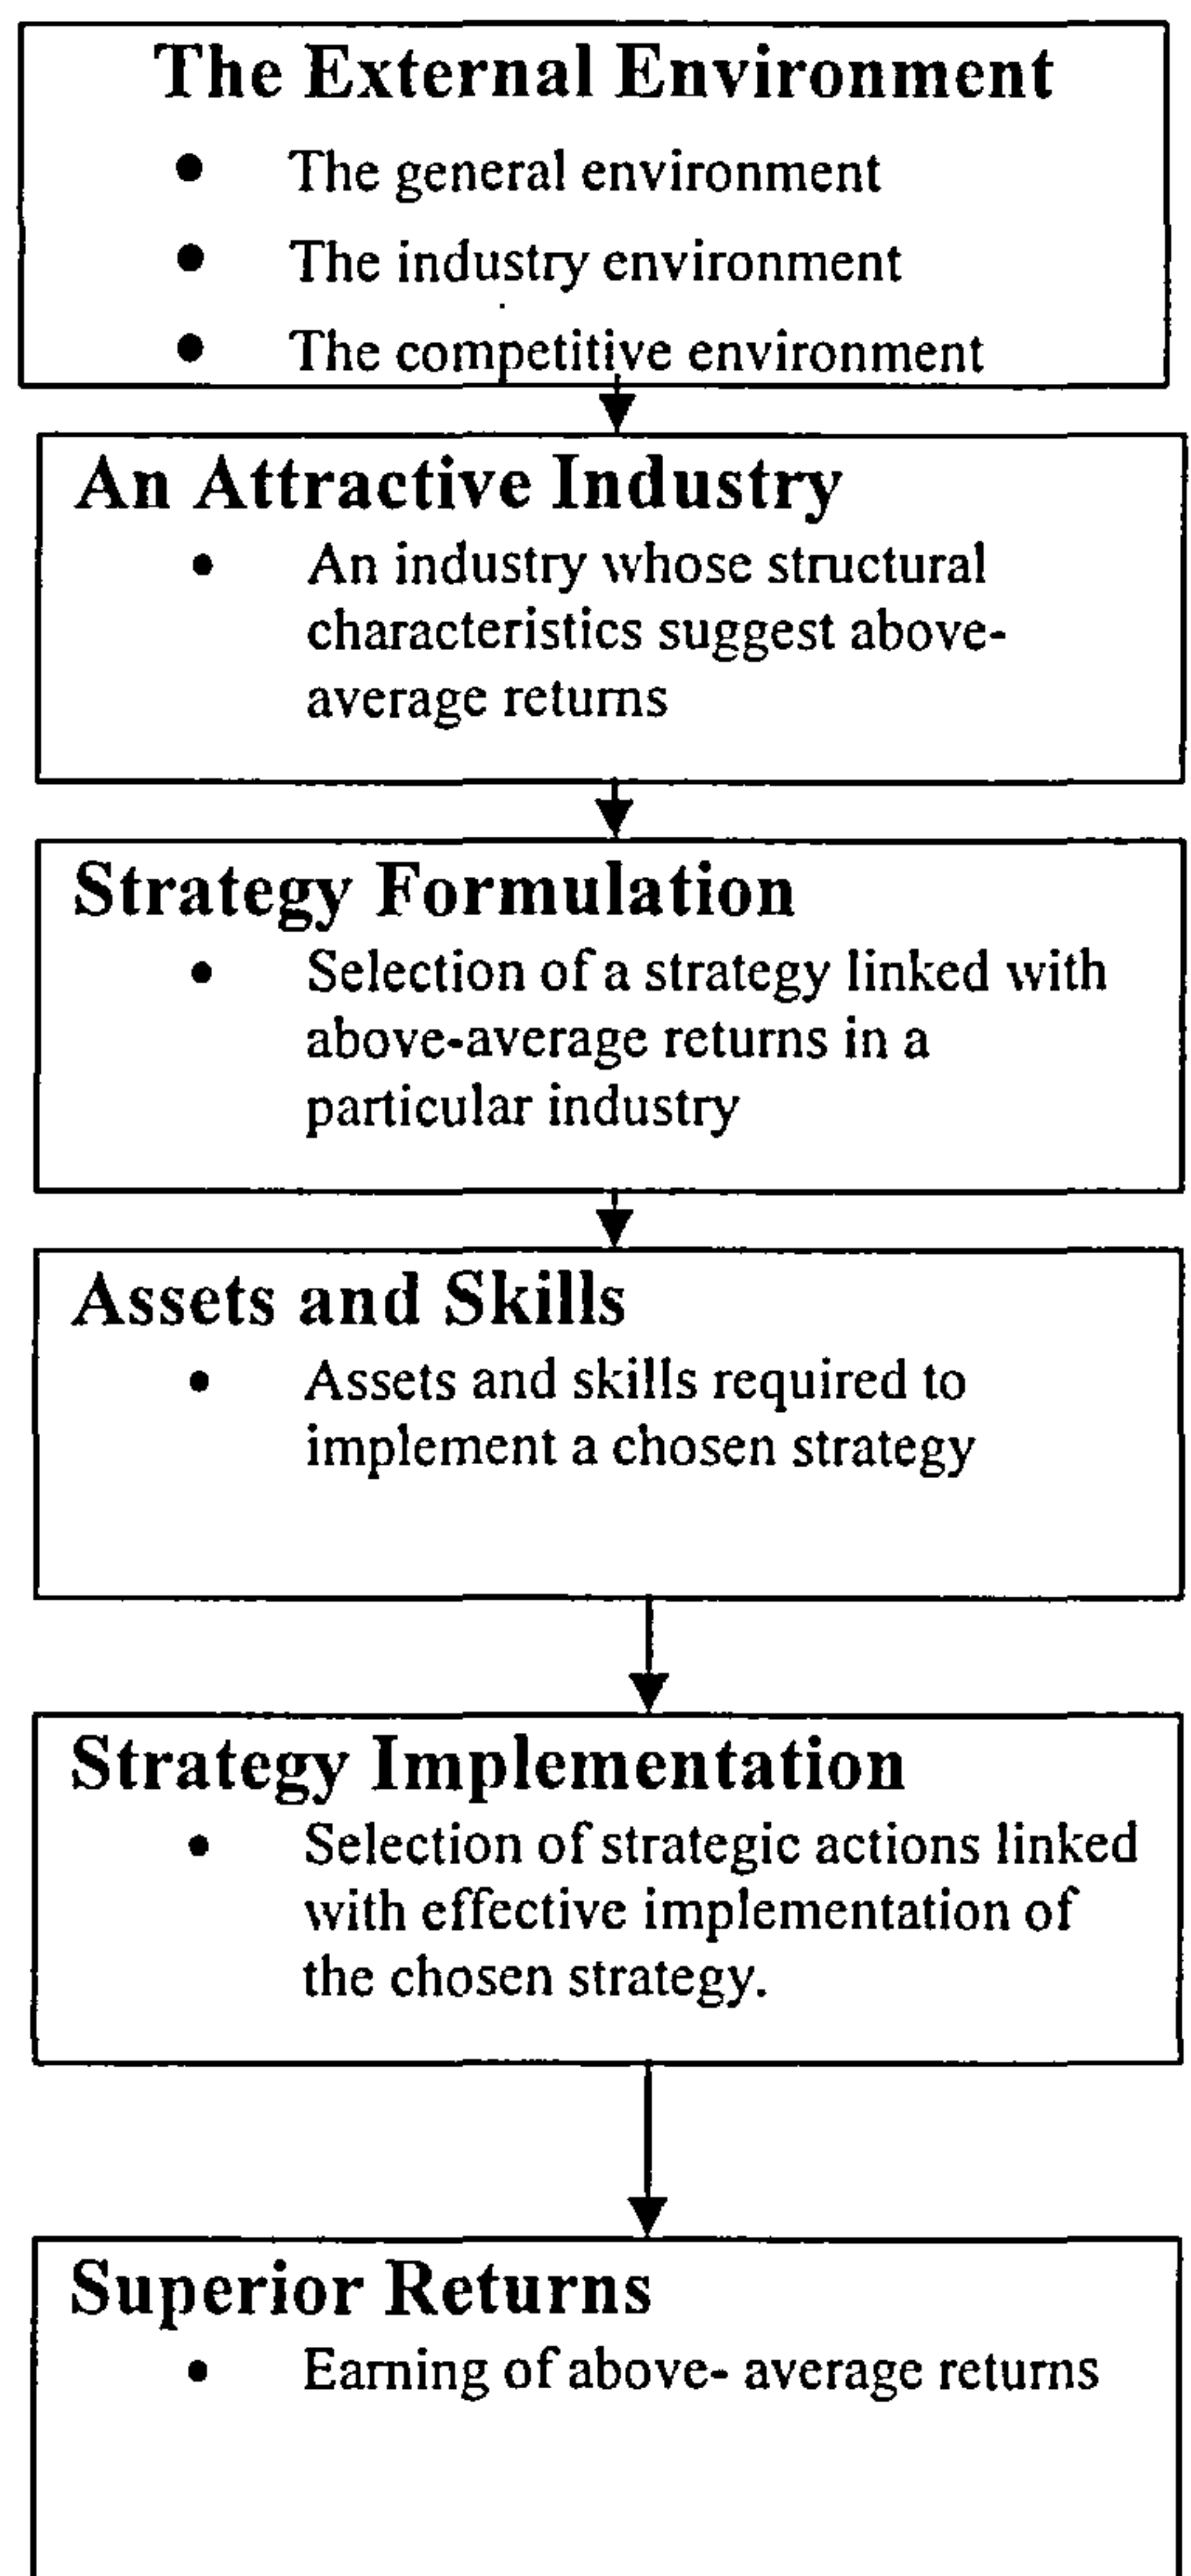 The External Environment
● The general environment
● The industry environment
● The competitive environment
An Attractive Industry
● An industry whose structural
characteristics suggest above-
average returns
Strategy Formulation
● Selection of a strategy linked with
above-average returns in a
particular industry
Assets and Skills
● Assets and skills required to
implement a chosen strategy
Strategy Implementation
● Selection of strategic actions linked
with effective implementation of
the chosen strategy.
Superior Returns
● Earning of above- average returns